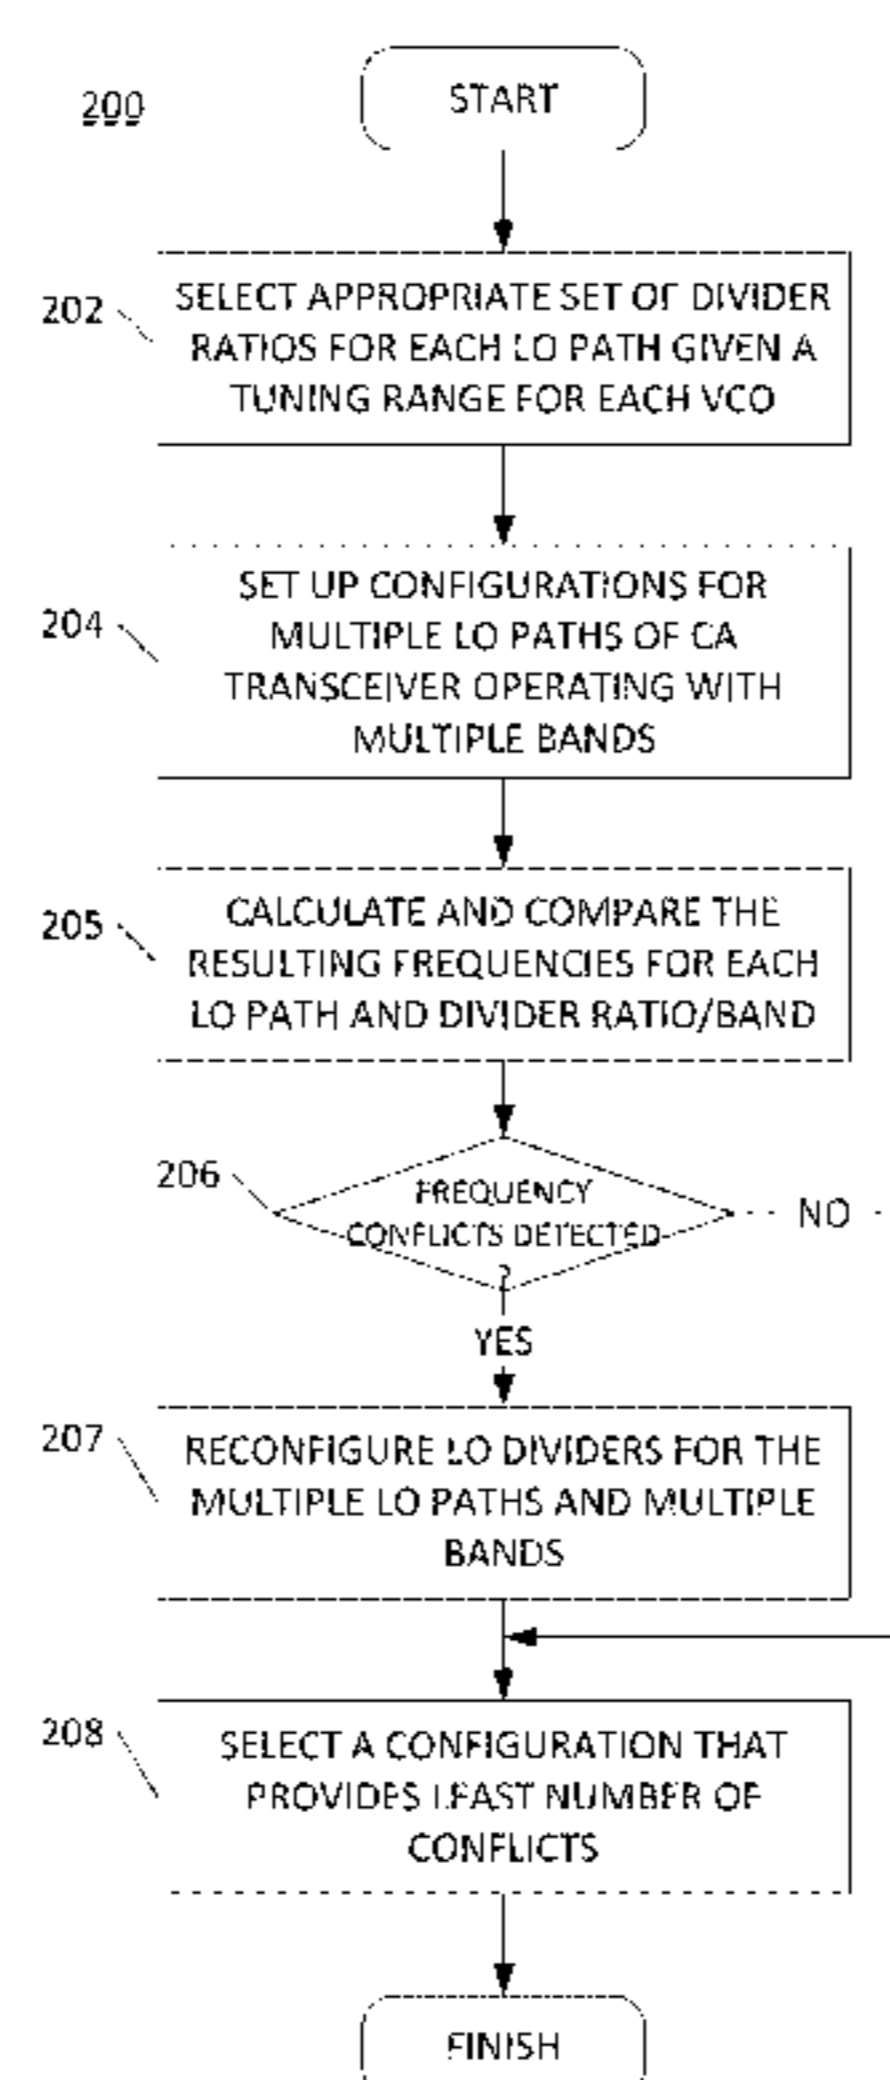 200
START
202
SELECT APPROPRIATE SET OF DIVIDER
RATIOS FOR EACH LO PATH GIVEN A
TUNING RANGE FOR EACH VCO
204
SET UP CONFIGURATIONS FOR
MULTIPLE LO PATHS OF CA
TRANSCEIVER OPERATING WITH
MULTIPLE BANDS
205
CALCULATE AND COMPARE THE
RESULTING FREQUENCIES FOR EACH
LO PATH AND DIVIDER RATIO/BAND
206
FREQUENCY
CONFLICTS DETECTED
?
NO
YES
207
RECONFIGURE LO DIVIDERS FOR THE
MULTIPLE LO PATHS AND MULTIPLE
BANDS
208
SELECT A CONFIGURATION THAT
PROVIDES LEAST NUMBER OF
CONFLICTS
FINISH